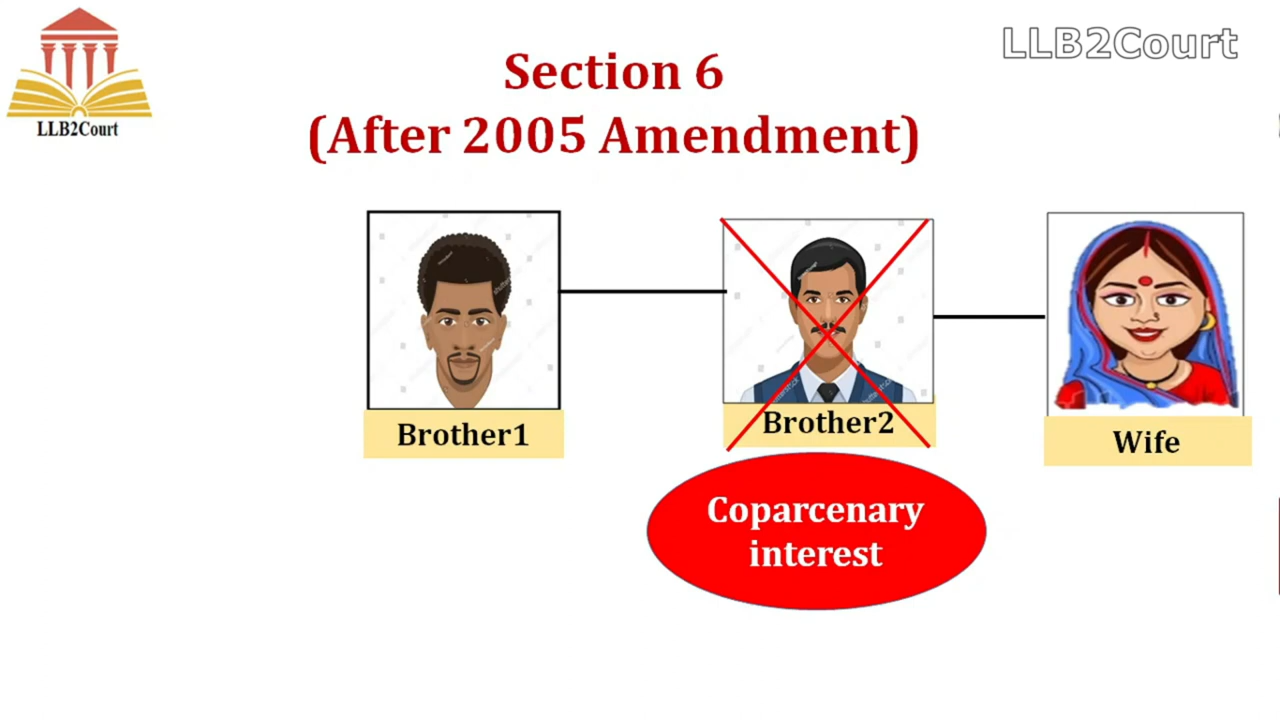 LLB2Court
LLB2Court
Section 6
(After 2005 Amendment)
Brother1
Brother2
Wife
Coparcenary
interest